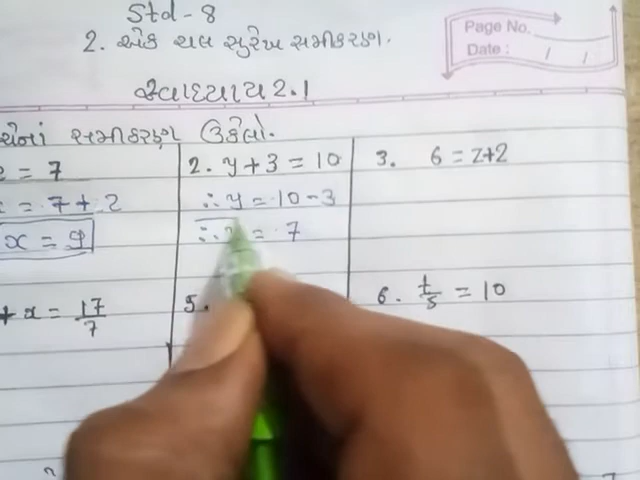 Std - 8
Page No.
2. એક ચલ સુરેખ સમીકરણ.
Date : / /
સ્વાધ્યાય 2.1
સમીકરણ ઉકેલો.
= 7
2. y + 3 = 10
3. 6 = z + 2
= 7 + 2
∴ y = 10 - 3
x = 9
∴ = 7
+ x = 17/7
5.
6. t/5 = 10